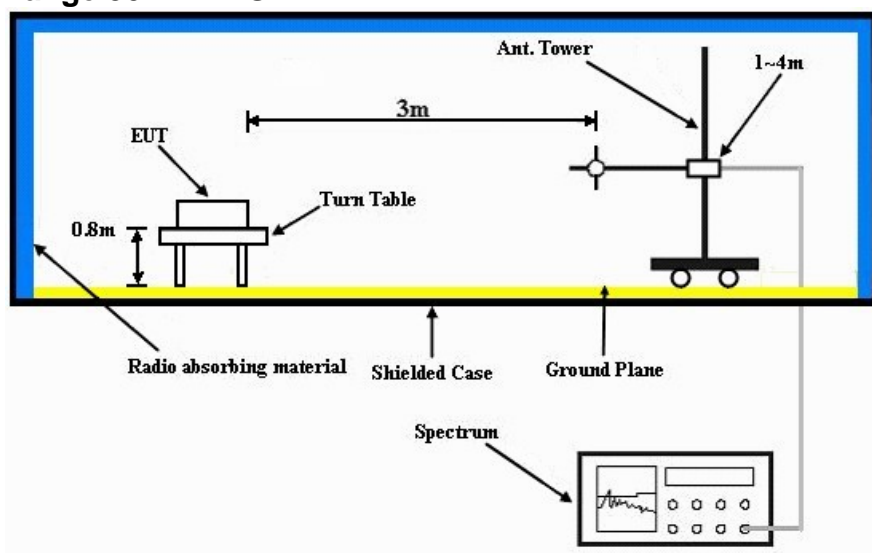 Ant. Tower
1~4m
3m
EUT
Turn Table
0.8m
Radio absorbing material
Shielded Case
Ground Plane
Spectrum